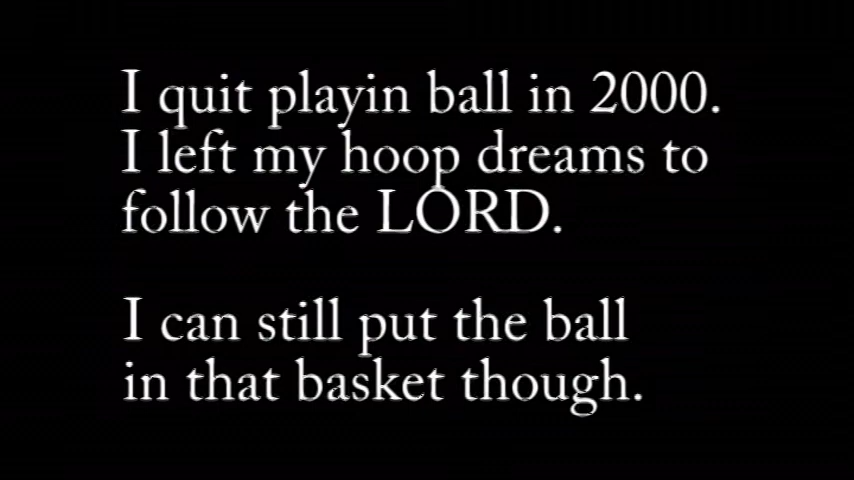 I quit playin ball in 2000.
I left my hoop dreams to
follow the LORD.
I can still put the ball
in that basket though.